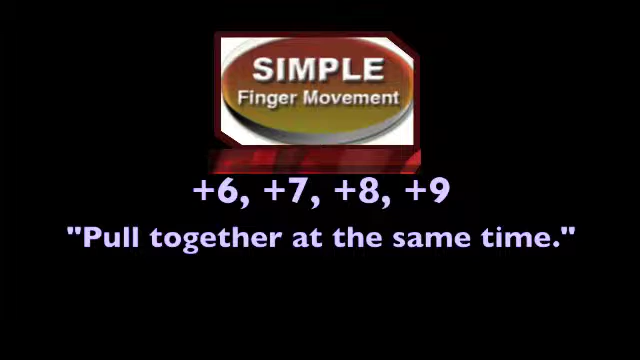 SIMPLE
Finger Movement
+6, +7, +8, +9
"Pull together at the same time."